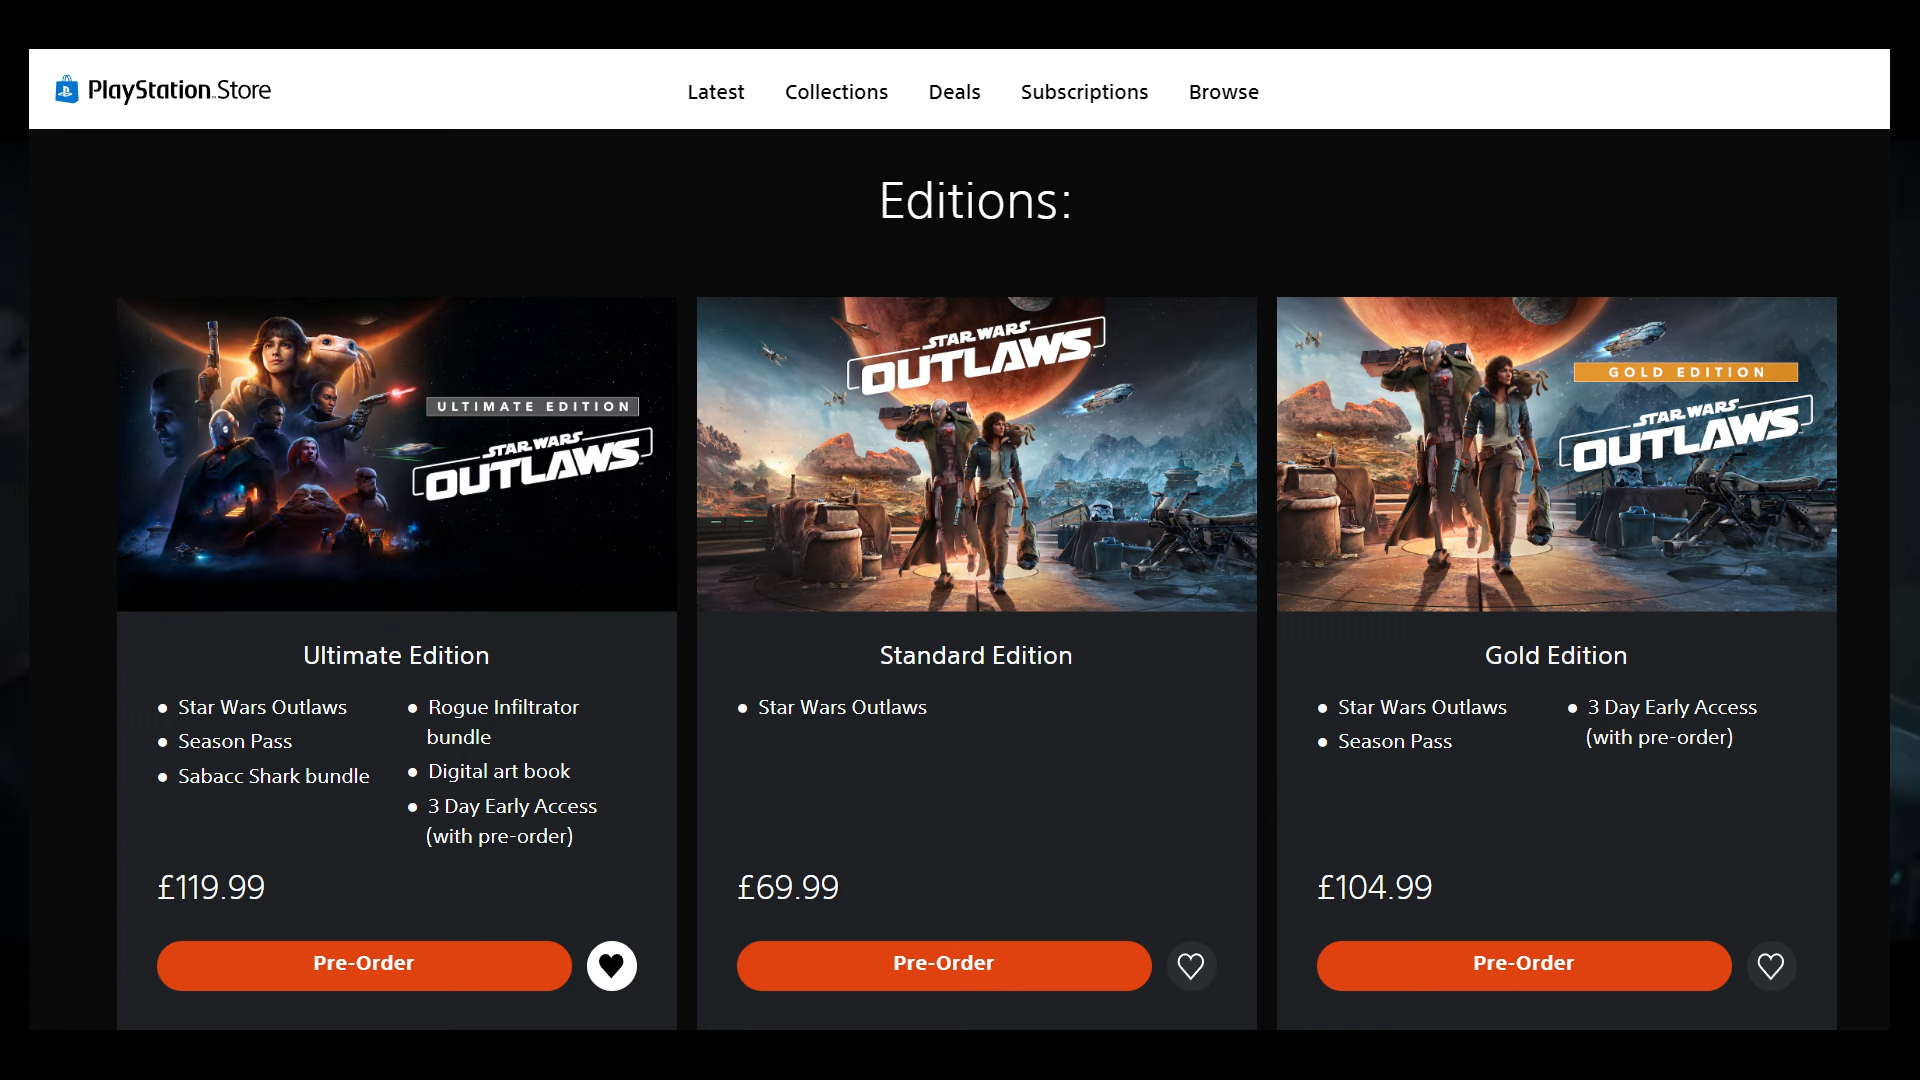 PlayStation Store
Latest Collections Deals Subscriptions Browse
Editions:
ULTIMATE EDITION
STAR WARS
OUTLAWS
Ultimate Edition
Star Wars Outlaws
Season Pass
Sabacc Shark bundle
Rogue Infiltrator
bundle
Digital art book
3 Day Early Access
(with pre-order)
£119.99
Pre-Order
STAR WARS
OUTLAWS
Standard Edition
Star Wars Outlaws
£69.99
Pre-Order
GOLD EDITION
STAR WARS
OUTLAWS
Gold Edition
Star Wars Outlaws
Season Pass
3 Day Early Access
(with pre-order)
£104.99
Pre-Order